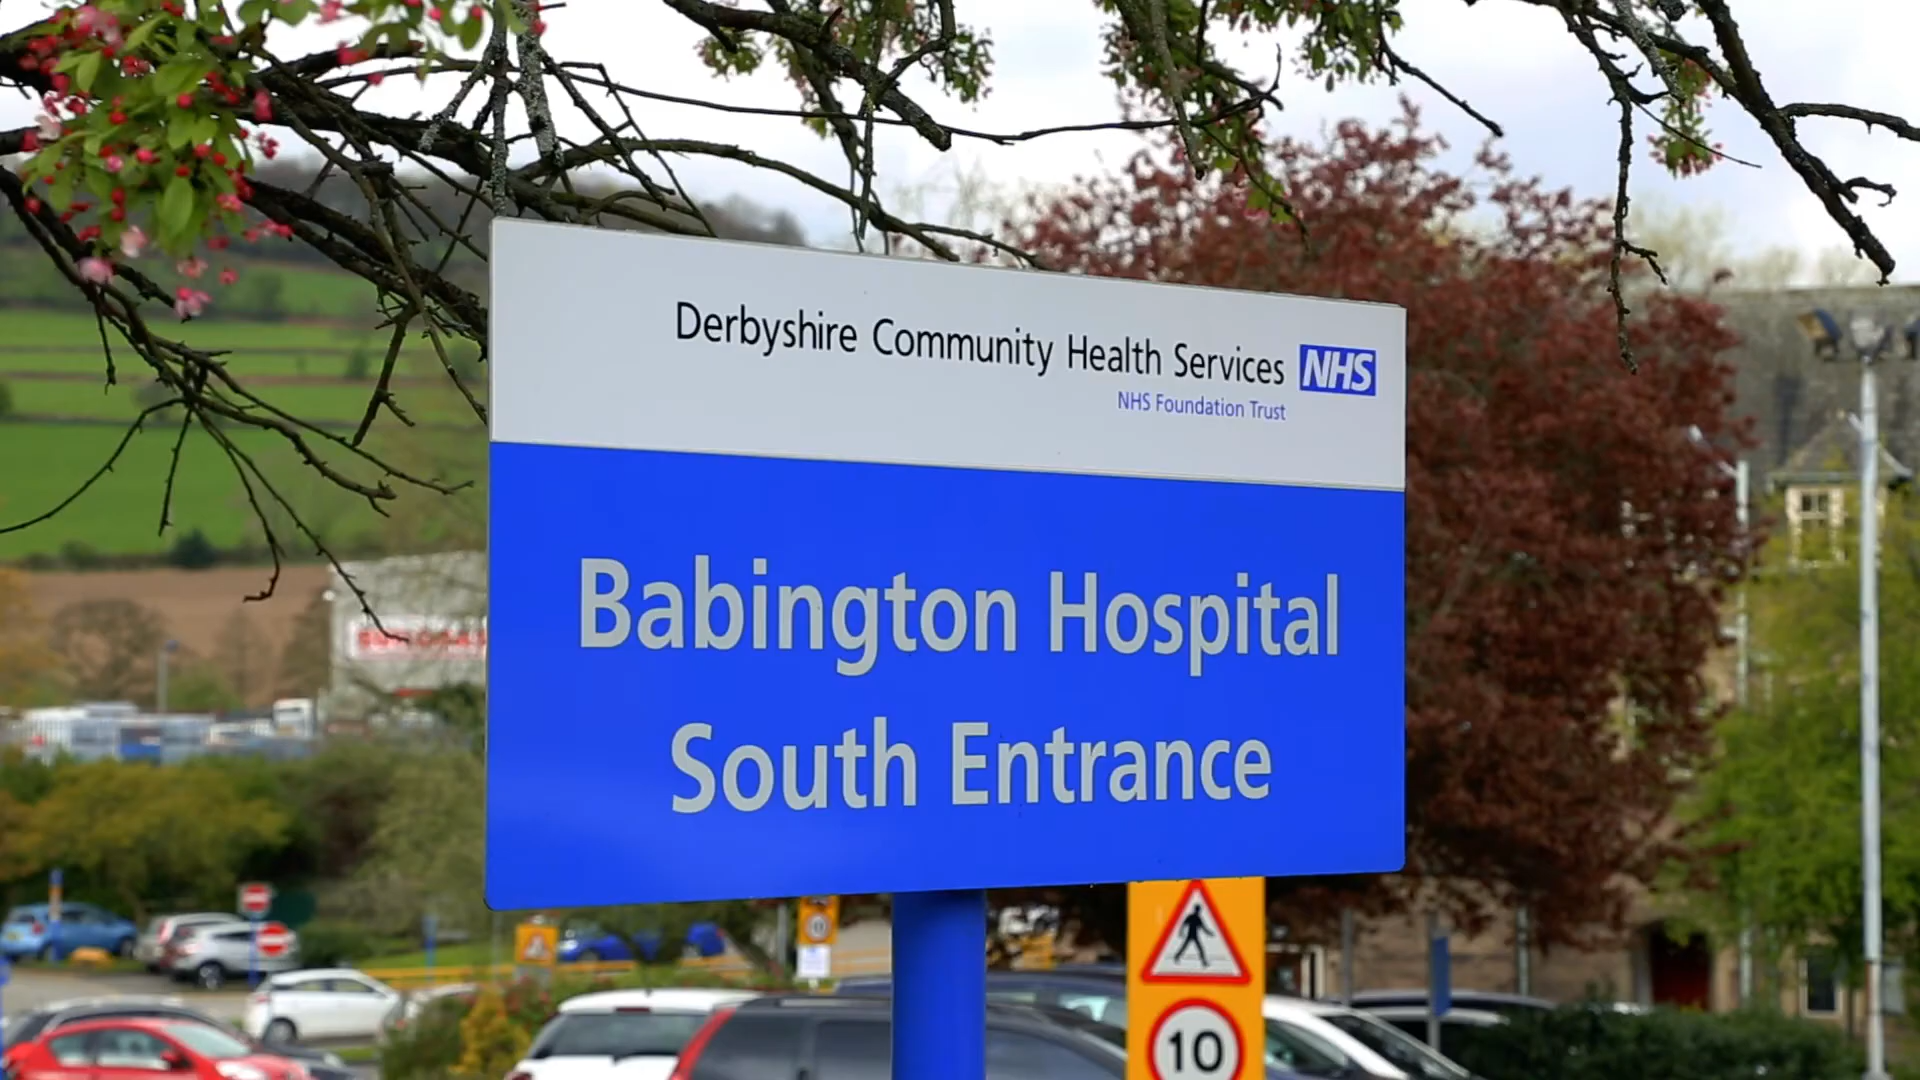 Derbyshire Community Health Services NHS
NHS Foundation Trust
Babington Hospital
South Entrance
10